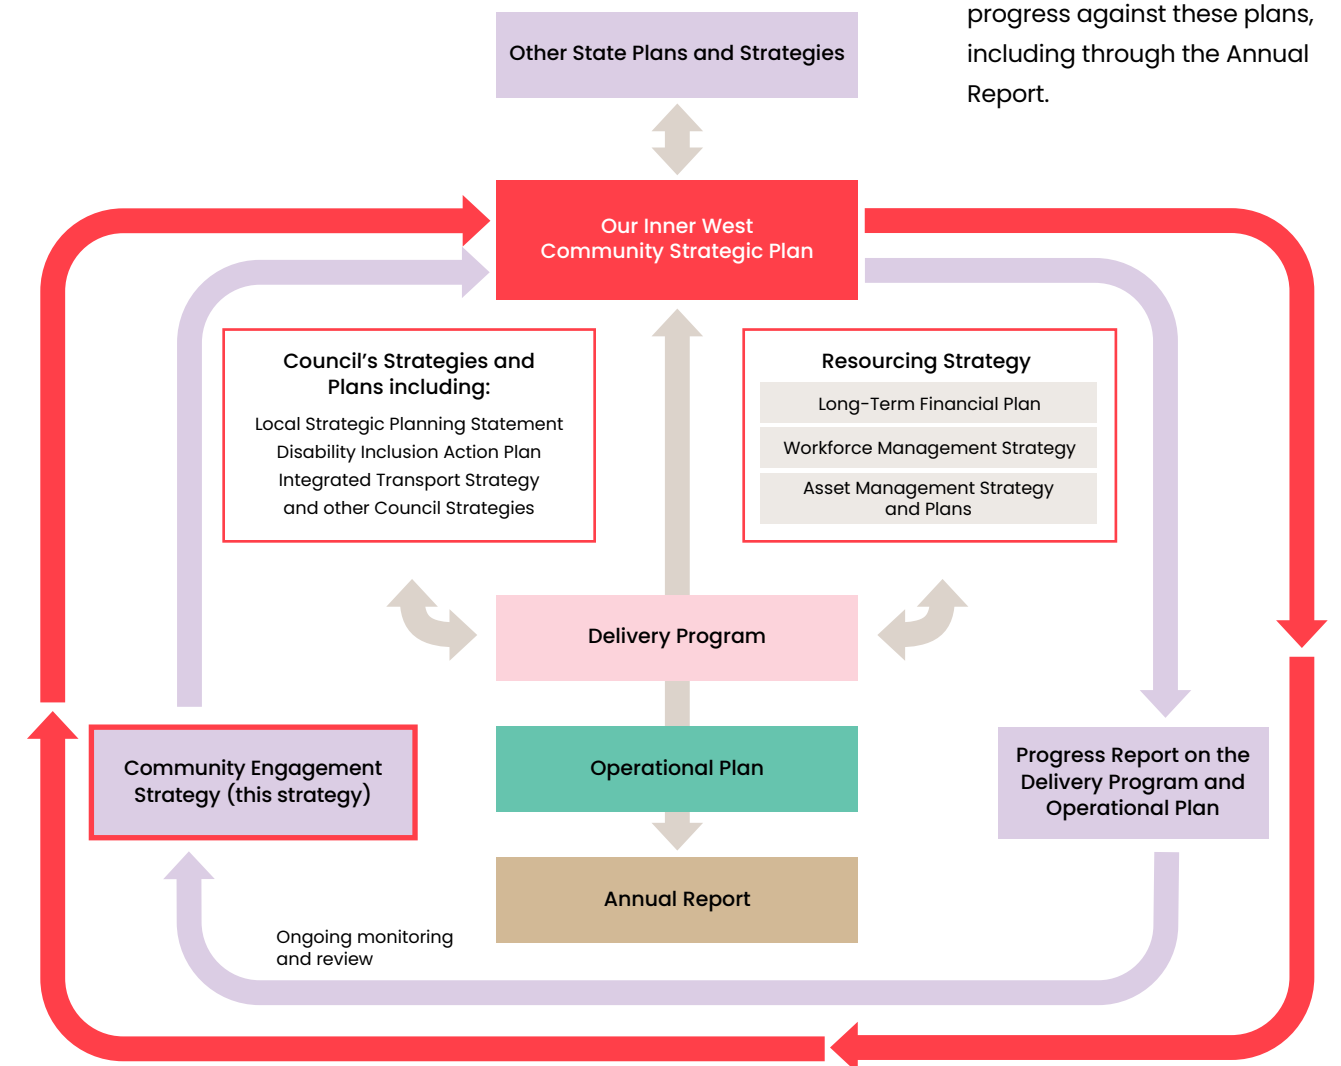 progress against these plans,
including through the Annual
Report.
Other State Plans and Strategies
Our Inner West
Community Strategic Plan
Council’s Strategies and
Plans including:
Local Strategic Planning Statement
Disability Inclusion Action Plan
Integrated Transport Strategy
and other Council Strategies
Resourcing Strategy
Long-Term Financial Plan
Workforce Management Strategy
Asset Management Strategy
and Plans
Delivery Program
Community Engagement
Strategy (this strategy)
Operational Plan
Progress Report on the
Delivery Program and
Operational Plan
Annual Report
Ongoing monitoring
and review